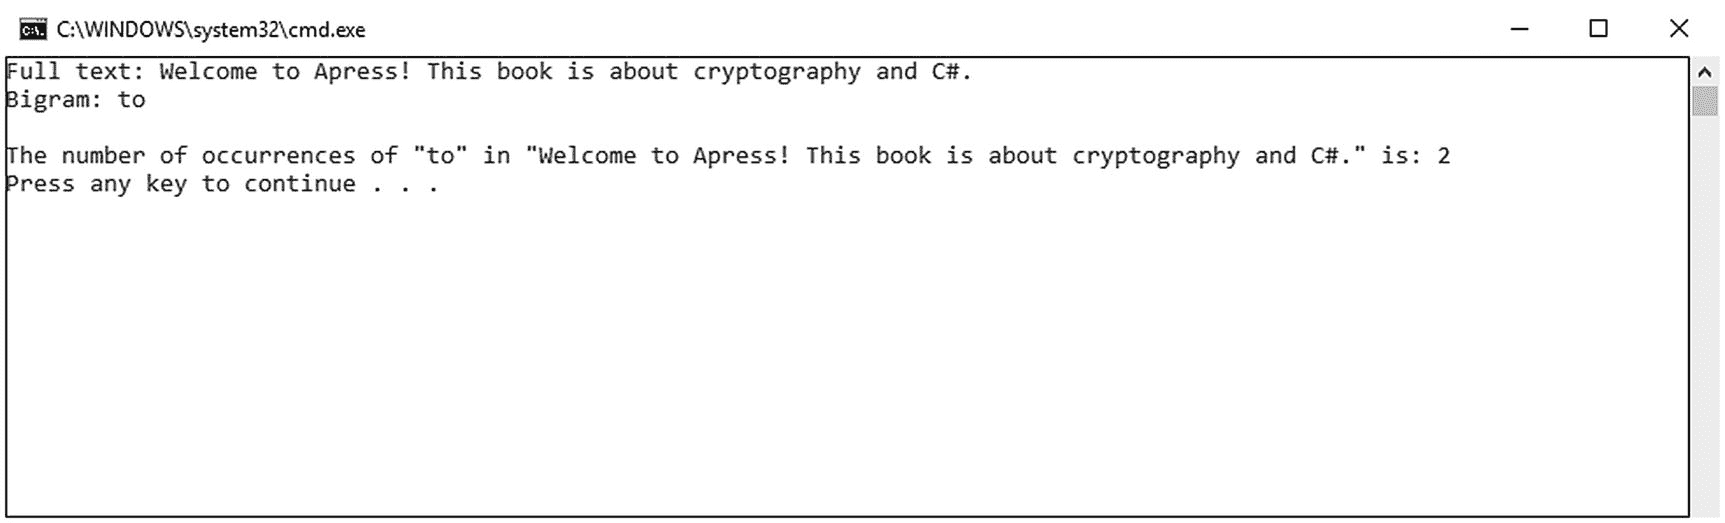 C:\WINDOWS\system32\cmd.exe
Full text: Welcome to Apress! This book is about cryptography and C#.
Bigram: to
The number of occurrences of "to" in "Welcome to Apress! This book is about cryptography and C#." is: 2
Press any key to continue . . .